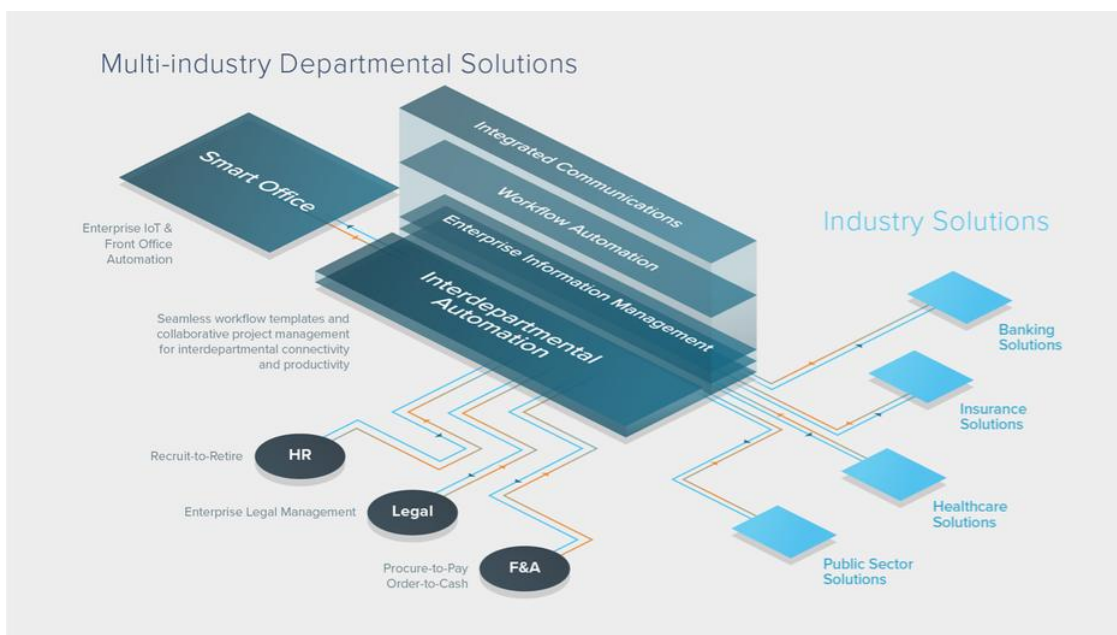 Multi-industry Departmental Solutions
Integrated Communications
Smart Office
Workflow Automation
Enterprise Information Management
Enterprise IoT &
Front Office
Automation
Interdepartmental
Automation
Seamless workflow templates and
collaborative project management
for interdepartmental connectivity
and productivity
Recruit-to-Retire
HR
Enterprise Legal Management
Legal
Procure-to-Pay
Order-to-Cash
F&A
Industry Solutions
Banking
Solutions
Insurance
Solutions
Healthcare
Solutions
Public Sector
Solutions